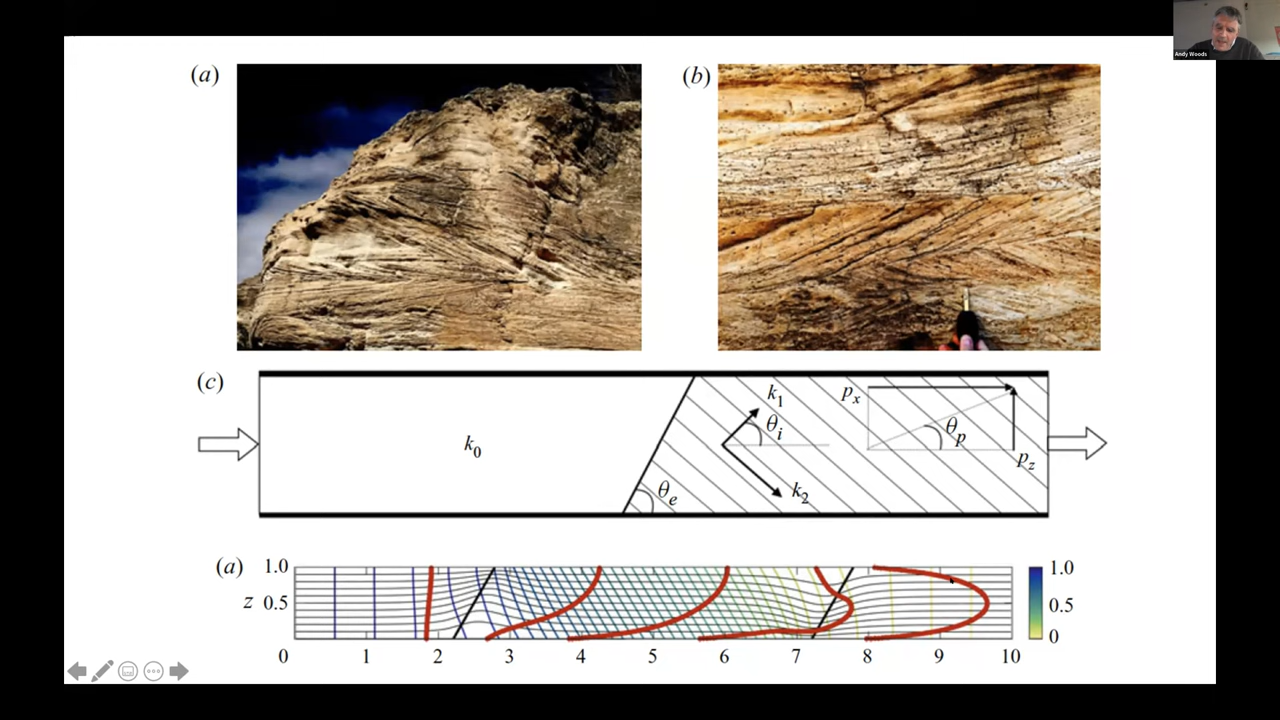 Andy Woods
(a)
(b)
(c)
k0
k1
θi
k2
θe
px
θp
pz
(a)
1.0
z 0.5
0
0 1 2 3 4 5 6 7 8 9 10
1.0
0.5
0